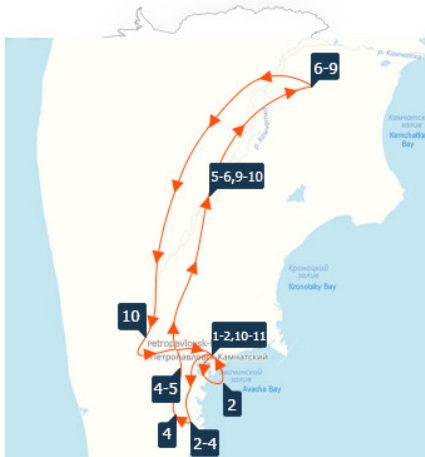 6-9
р. Камчатка
Камчатский
залив
Kamchatka
Bay
р. Камчатка
5-6,9-10
Кроноцкий
залив
Kronotsky Bay
10
1-2,10-11
Petropavlovsk-
Петропавловск-Камчатский
залив
Avacha Bay
4-5
2
4
2-4